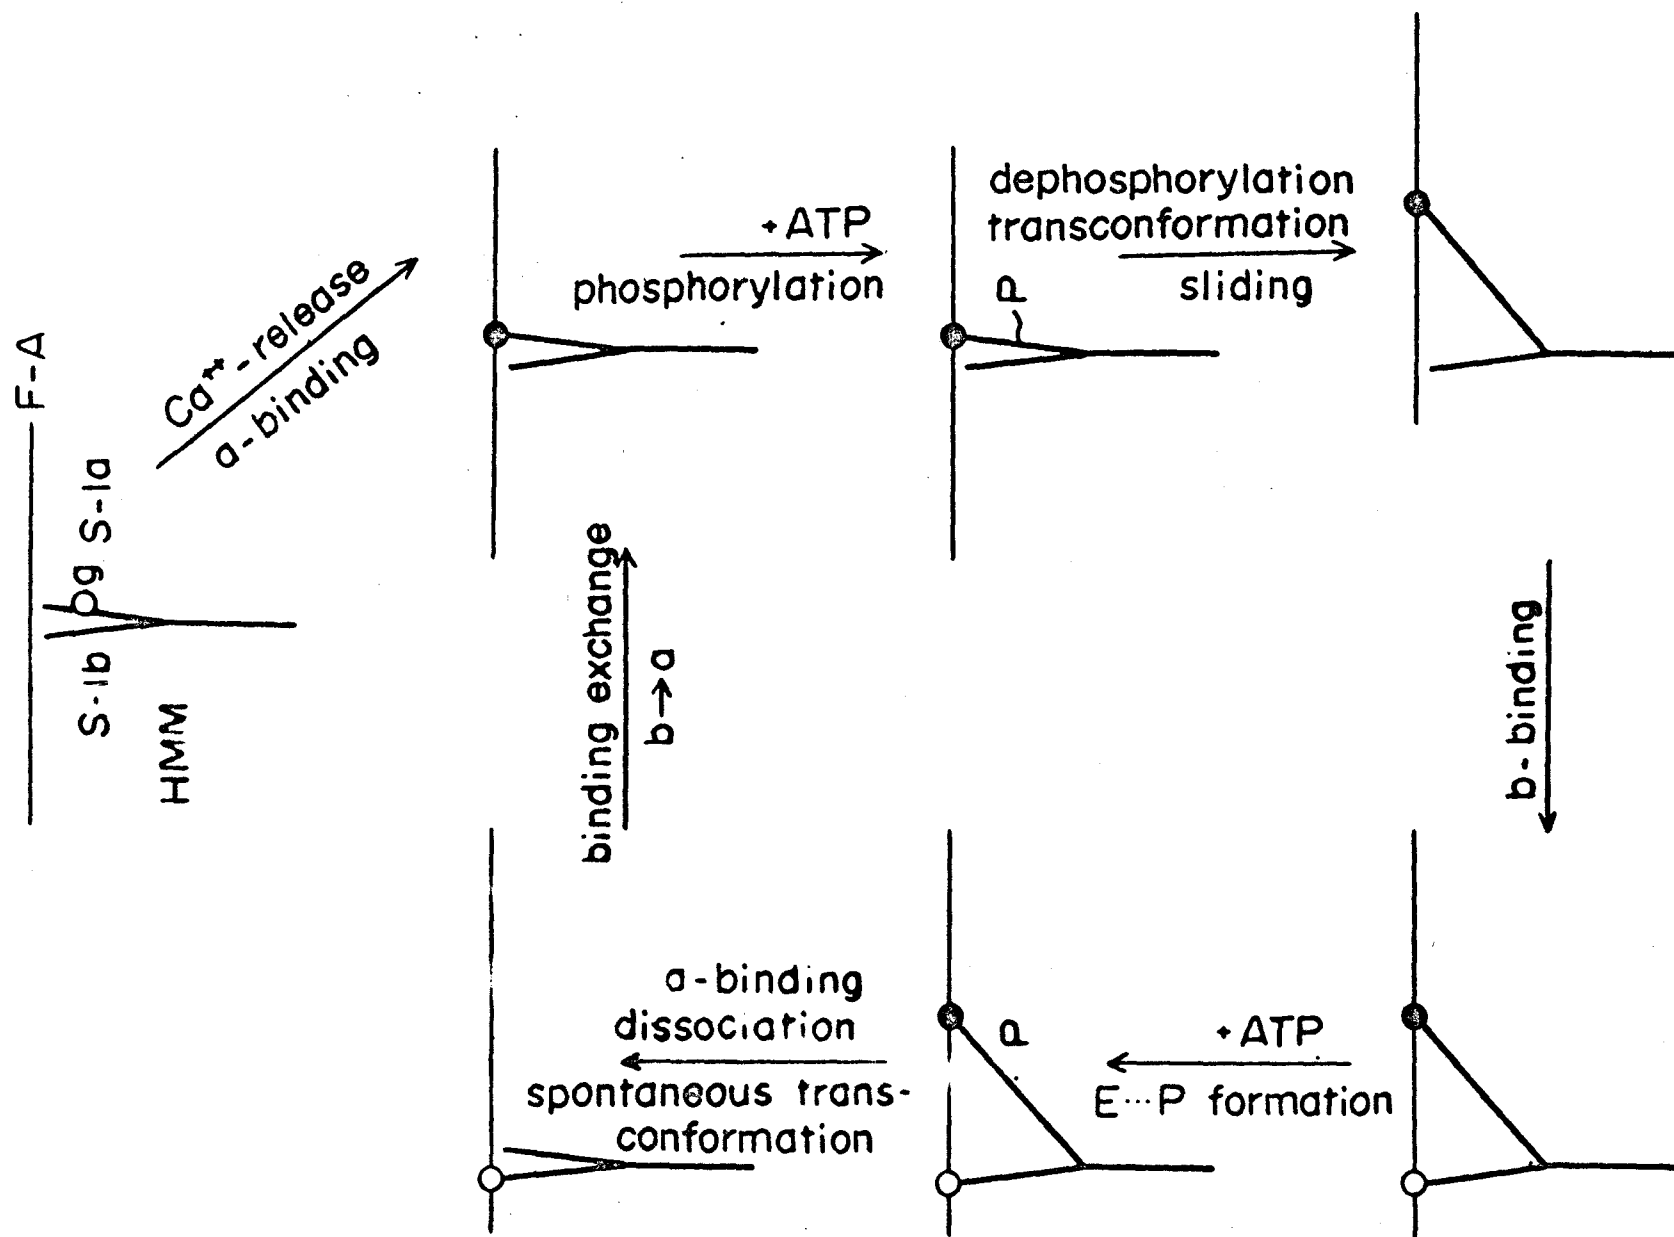 F-A
S-1a
g
S-1b
HMM
Ca++-release
a-binding
+ATP
phosphorylation
P
dephosphorylation
transconformation
sliding
b-binding
+ATP
E···P formation
P
a-binding
dissociation
spontaneous trans-
conformation
binding exchange
b→a